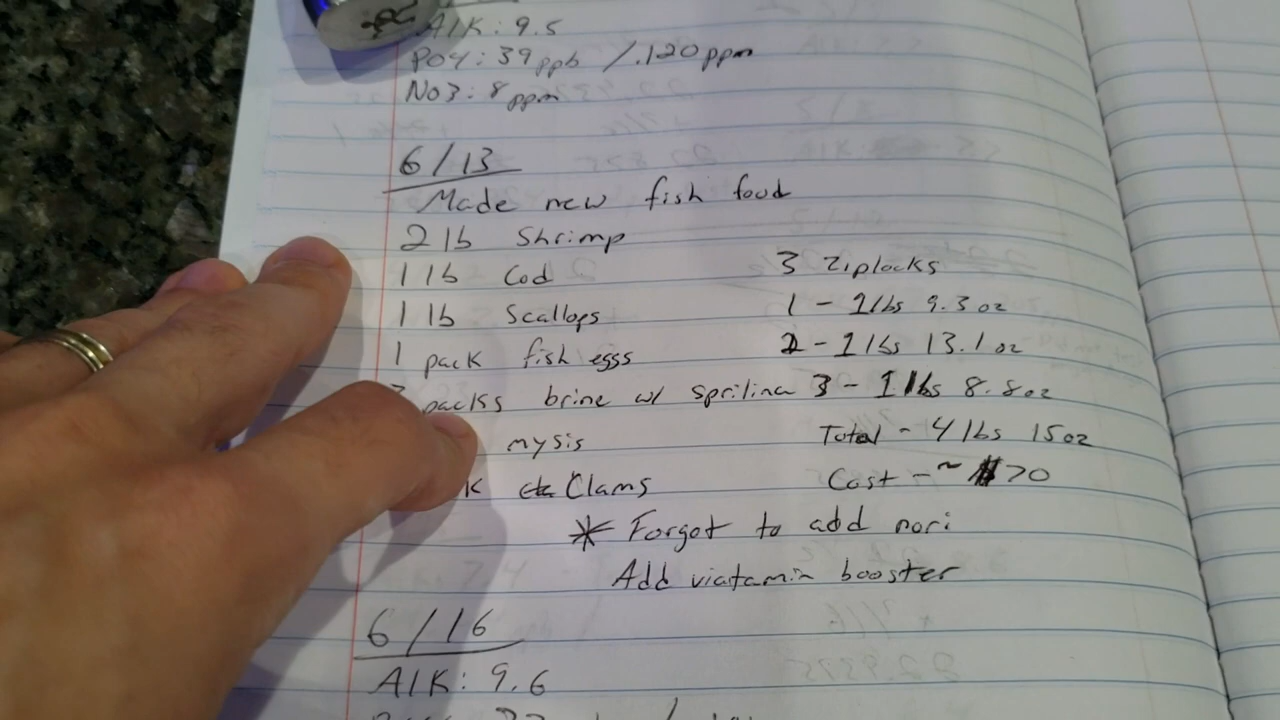 Alk: 9.5
PO4: 39 ppb / .120 ppm
No3: 8 ppm
6/13
Made new fish food
2 lb Shrimp
1 lb Cod
3 Ziplocks
1 lb Scallops
1 - 1 lbs 9.3 oz
1 pack fish eggs
2 - 1 lbs 13.1 oz
packs brine w/ sprilina
3 - 1 lbs 8.8 oz
mysis
Total - 4 lbs 15 oz
Clams
Cost - ~ $70
* Forgot to add nori
Add viatamin booster
6/16
Alk: 9.6